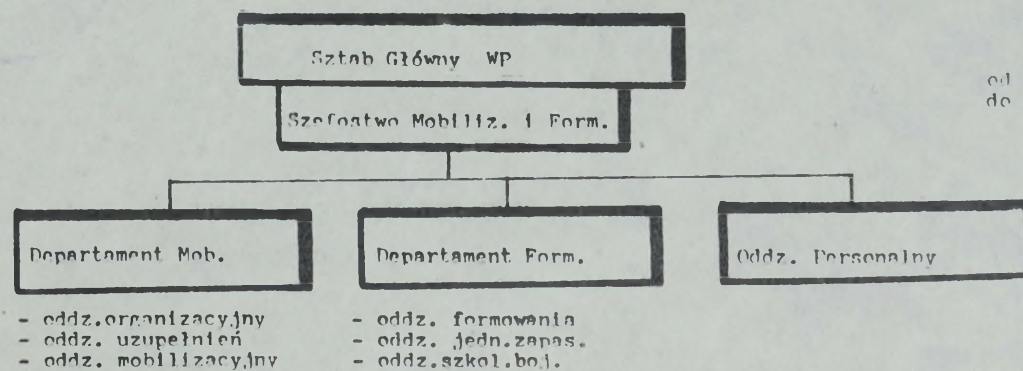 Sztab Główny WP
od
do
Szefostwo Mobiliz. i Form.
Departament Mob.
Departament Form.
Oddz. Personalny
- oddz.organizacyjny
- oddz. uzupełnień
- oddz. mobilizacyjny
- oddz. formowania
- oddz. jedn.zapas.
- oddz.szkol.boj.